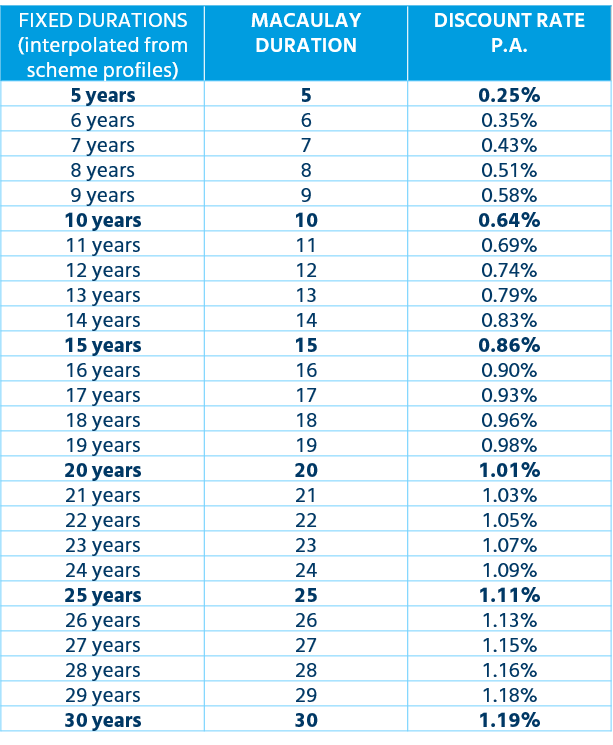 FIXED DURATIONS MACAULAY DISCOUNT RATE
(interpolated from DURATION P.A.
scheme profiles)
5 years 5 0.25%
6 years 6 0.35%
7 years 7 0.43%
8 years 8 0.51%
9 years 9 0.58%
10 years 10 0.64%
11 years 11 0.69%
12 years 12 0.74%
13 years 13 0.79%
14 years 14 0.83%
15 years 15 0.86%
16 years 16 0.90%
17 years 17 0.93%
18 years 18 0.96%
19 years 19 0.98%
20 years 20 1.01%
21 years 21 1.03%
22 years 22 1.05%
23 years 23 1.07%
24 years 24 1.09%
25 years 25 1.11%
26 years 26 1.13%
27 years 27 1.15%
28 years 28 1.16%
29 years 29 1.18%
30 years 30 1.19%